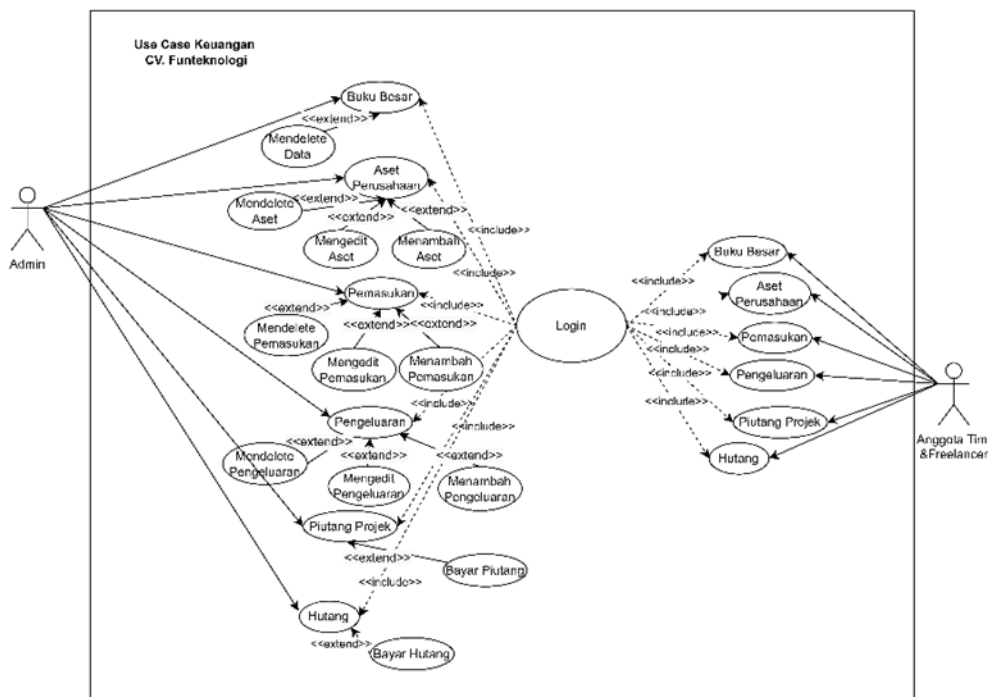 Use Case Keuangan
CV. Funteknologi
Buku Besar
<<extend>>
Mendelete
Data
Aset
Perusahaan
<<extend>>
Mendelete
Aset
<<extend>>
<<extend>>
Mengedit
Aset
Menambah
Aset
<<include>>
<<include>>
Admin
Pemasukan
<<extend>>
<<include>>
Mendelete
Pemasukan
<<extend>>
<<extend>>
Mengedit
Pemasukan
Menambah
Pemasukan
<<include>>
Pengeluaran
<<include>>
<<extend>>
Mendelete
Pengeluaran
<<extend>>
<<extend>>
Mengedit
Pengeluaran
Menambah
Pengeluaran
Piutang Projek
<<extend>>
Bayar Piutang
<<include>>
Hutang
<<extend>>
Bayar Hutang
Login
Buku Besar
<<include>>
Aset
Perusahaan
<<include>>
<<include>>
Pemasukan
<<include>>
Pengeluaran
<<include>>
<<include>>
Piutang Projek
Hutang
Anggota Tim
&Freelancer